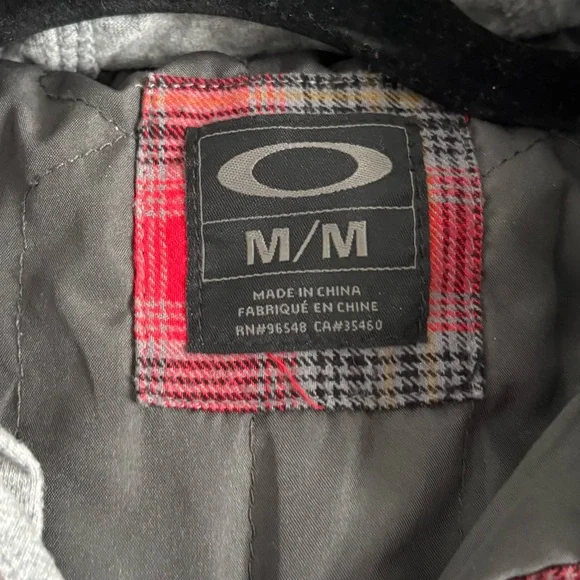 M/M
MADE IN CHINA
FABRIQUÉ EN CHINE
RN#96548 CA#35460